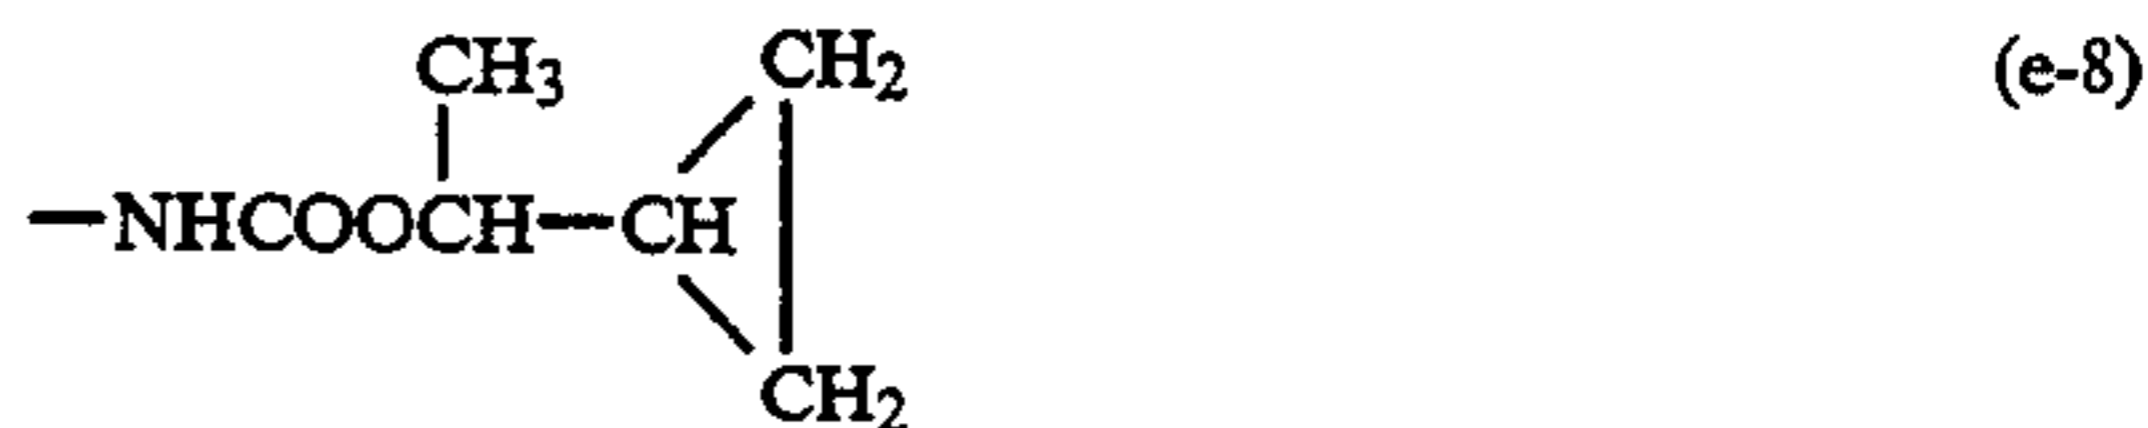 CH₃ CH₂ (e-8)
—NHCOOCH—CH
CH₂